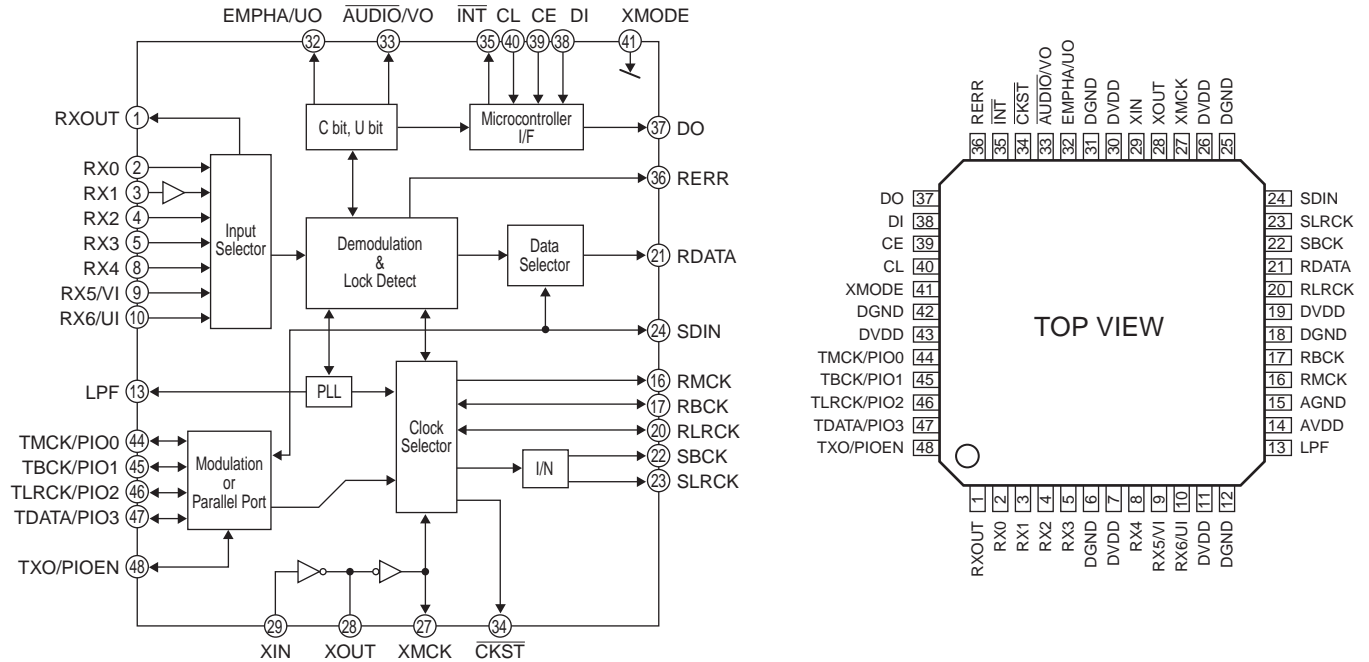 EMPHA/UO AUDIO/VO INT CL CE DI XMODE
32 33 35 40 39 38 41
RXOUT 1
C bit, U bit
Microcontroller
I/F
37 DO
RX0 2
RX1 3
RX2 4
RX3 5
RX4 8
RX5/VI 9
RX6/UI 10
Input
Selector
36 RERR
Demodulation
&
Lock Detect
Data
Selector
21 RDATA
24 SDIN
LPF 13
PLL
Clock
Selector
16 RMCK
17 RBCK
20 RLRCK
I/N
22 SBCK
23 SLRCK
TMCK/PIO0 44
TBCK/PIO1 45
TLRCK/PIO2 46
TDATA/PIO3 47
Modulation
or
Parallel Port
TXO/PIOEN 48
29 28 27 34
XIN XOUT XMCK CKST
RERR INT CKST AUDIO/VO EMPHA/UO DGND DVDD XIN XOUT XMCK DVDD DGND
36 35 34 33 32 31 30 29 28 27 26 25
DO 37
DI 38
CE 39
CL 40
XMODE 41
DGND 42
DVDD 43
TMCK/PIO0 44
TBCK/PIO1 45
TLRCK/PIO2 46
TDATA/PIO3 47
TXO/PIOEN 48
TOP VIEW
24 SDIN
23 SLRCK
22 SBCK
21 RDATA
20 RLRCK
19 DVDD
18 DGND
17 RBCK
16 RMCK
15 AGND
14 AVDD
13 LPF
1 2 3 4 5 6 7 8 9 10 11 12
RXOUT RX0 RX1 RX2 RX3 DGND DVDD RX4 RX5/VI RX6/UI DVDD DGND